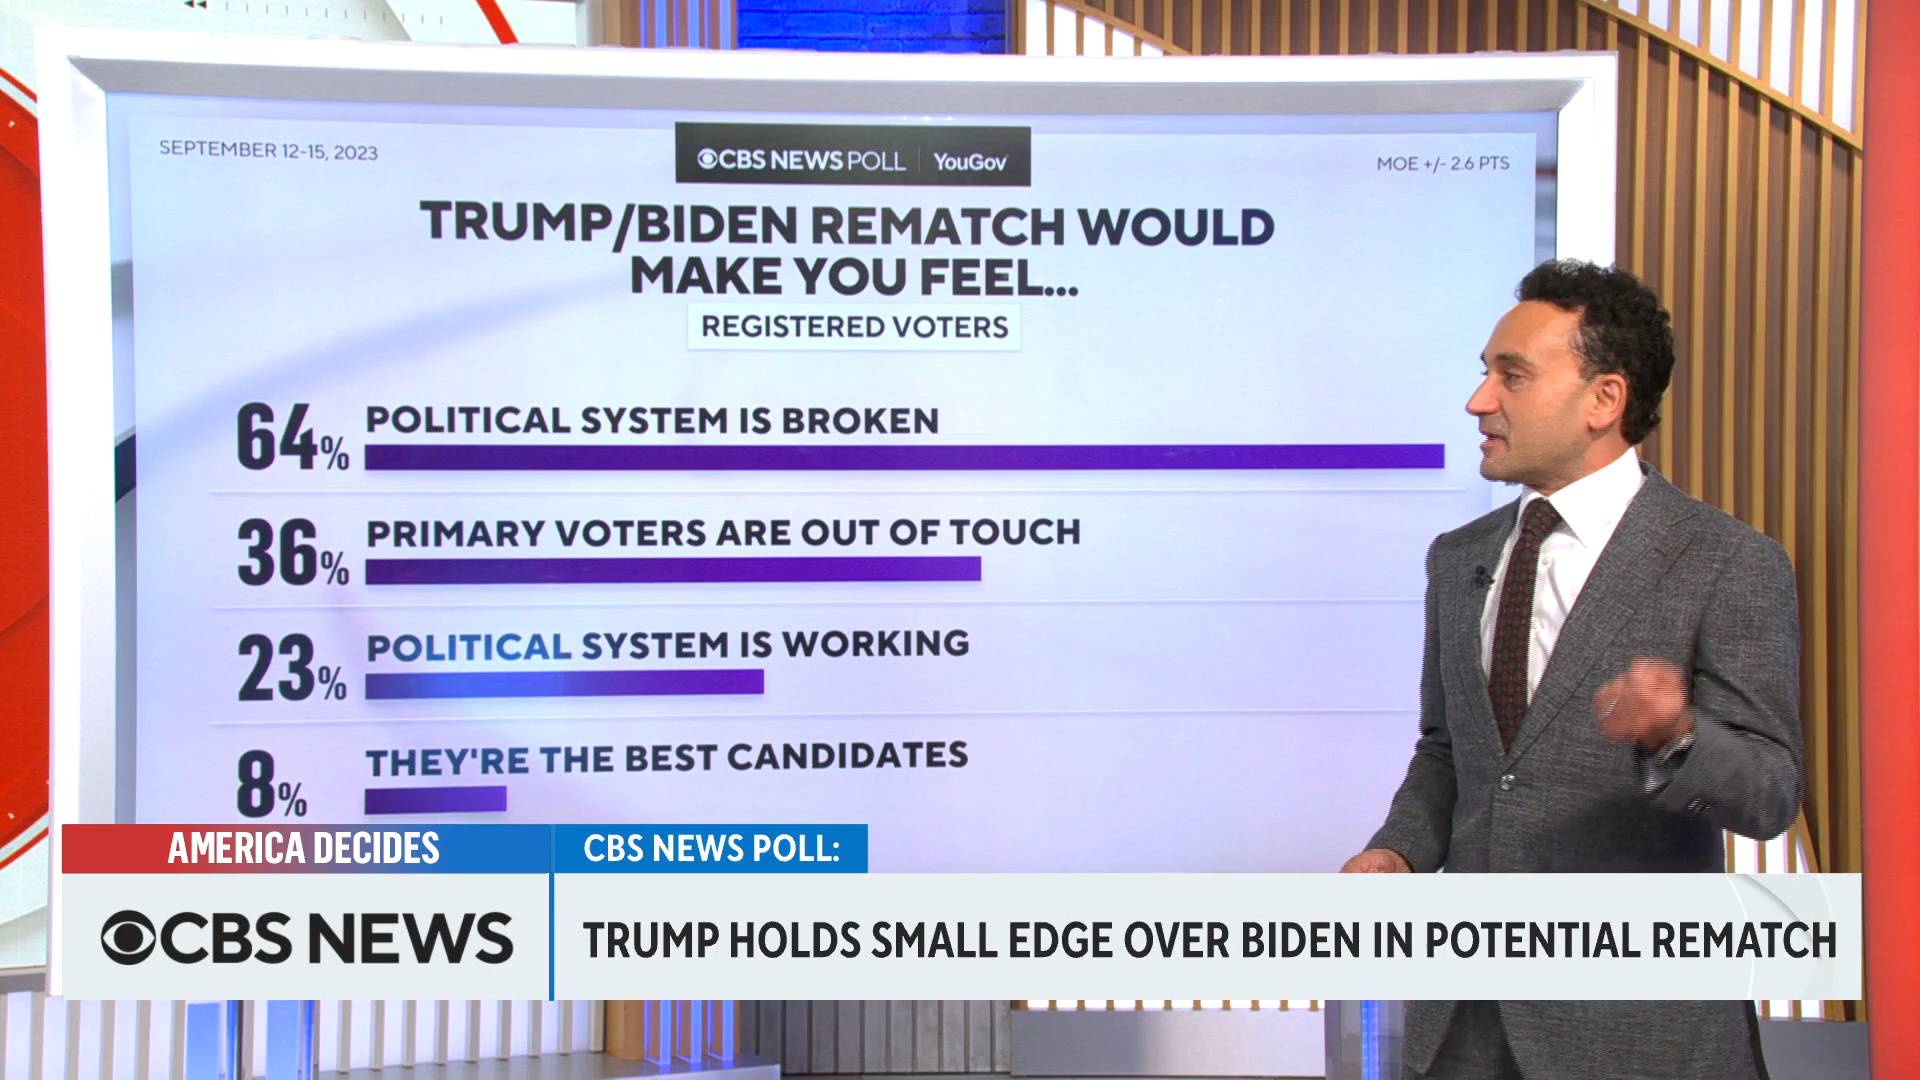 SEPTEMBER 12-15, 2023
CBS NEWS POLL | YouGov
MOE +/- 2.6 PTS
TRUMP/BIDEN REMATCH WOULD
MAKE YOU FEEL...
REGISTERED VOTERS
64% POLITICAL SYSTEM IS BROKEN
36% PRIMARY VOTERS ARE OUT OF TOUCH
23% POLITICAL SYSTEM IS WORKING
8% THEY'RE THE BEST CANDIDATES
AMERICA DECIDES
CBS NEWS POLL:
CBS NEWS
TRUMP HOLDS SMALL EDGE OVER BIDEN IN POTENTIAL REMATCH